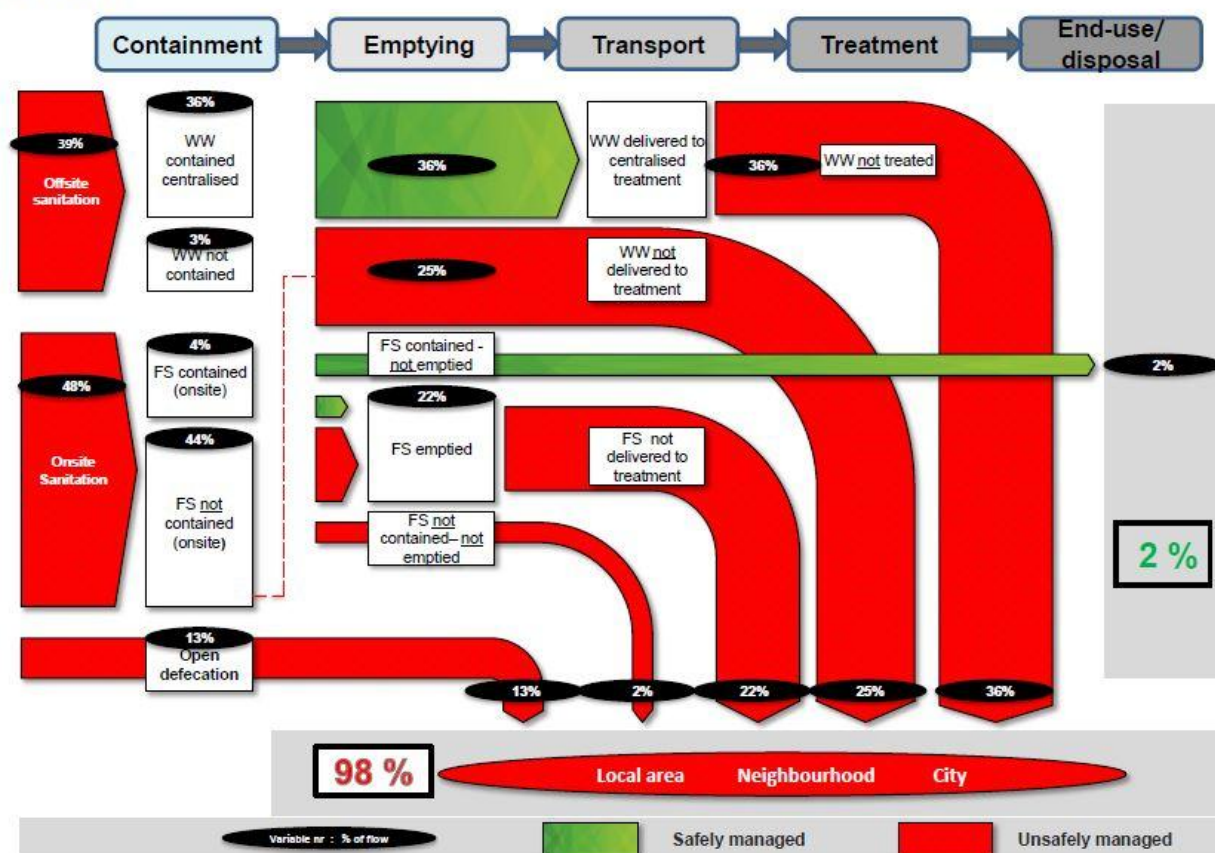 Containment
Emptying
Transport
Treatment
End-use/
disposal
39%
Offsite
sanitation
36%
WW
contained
centralised
3%
WW not
contained
36%
WW delivered to
centralised
treatment
36%
WW not treated
25%
WW not
delivered to
treatment
48%
Onsite
Sanitation
4%
FS contained
(onsite)
44%
FS not
contained
(onsite)
FS contained -
not emptied
2%
22%
FS emptied
FS not
delivered to
treatment
FS not
contained– not
emptied
2 %
13%
Open
defecation
13%
2%
22%
25%
36%
98 %
Local area Neighbourhood City
Variable nr : % of flow
Safely managed
Unsafely managed